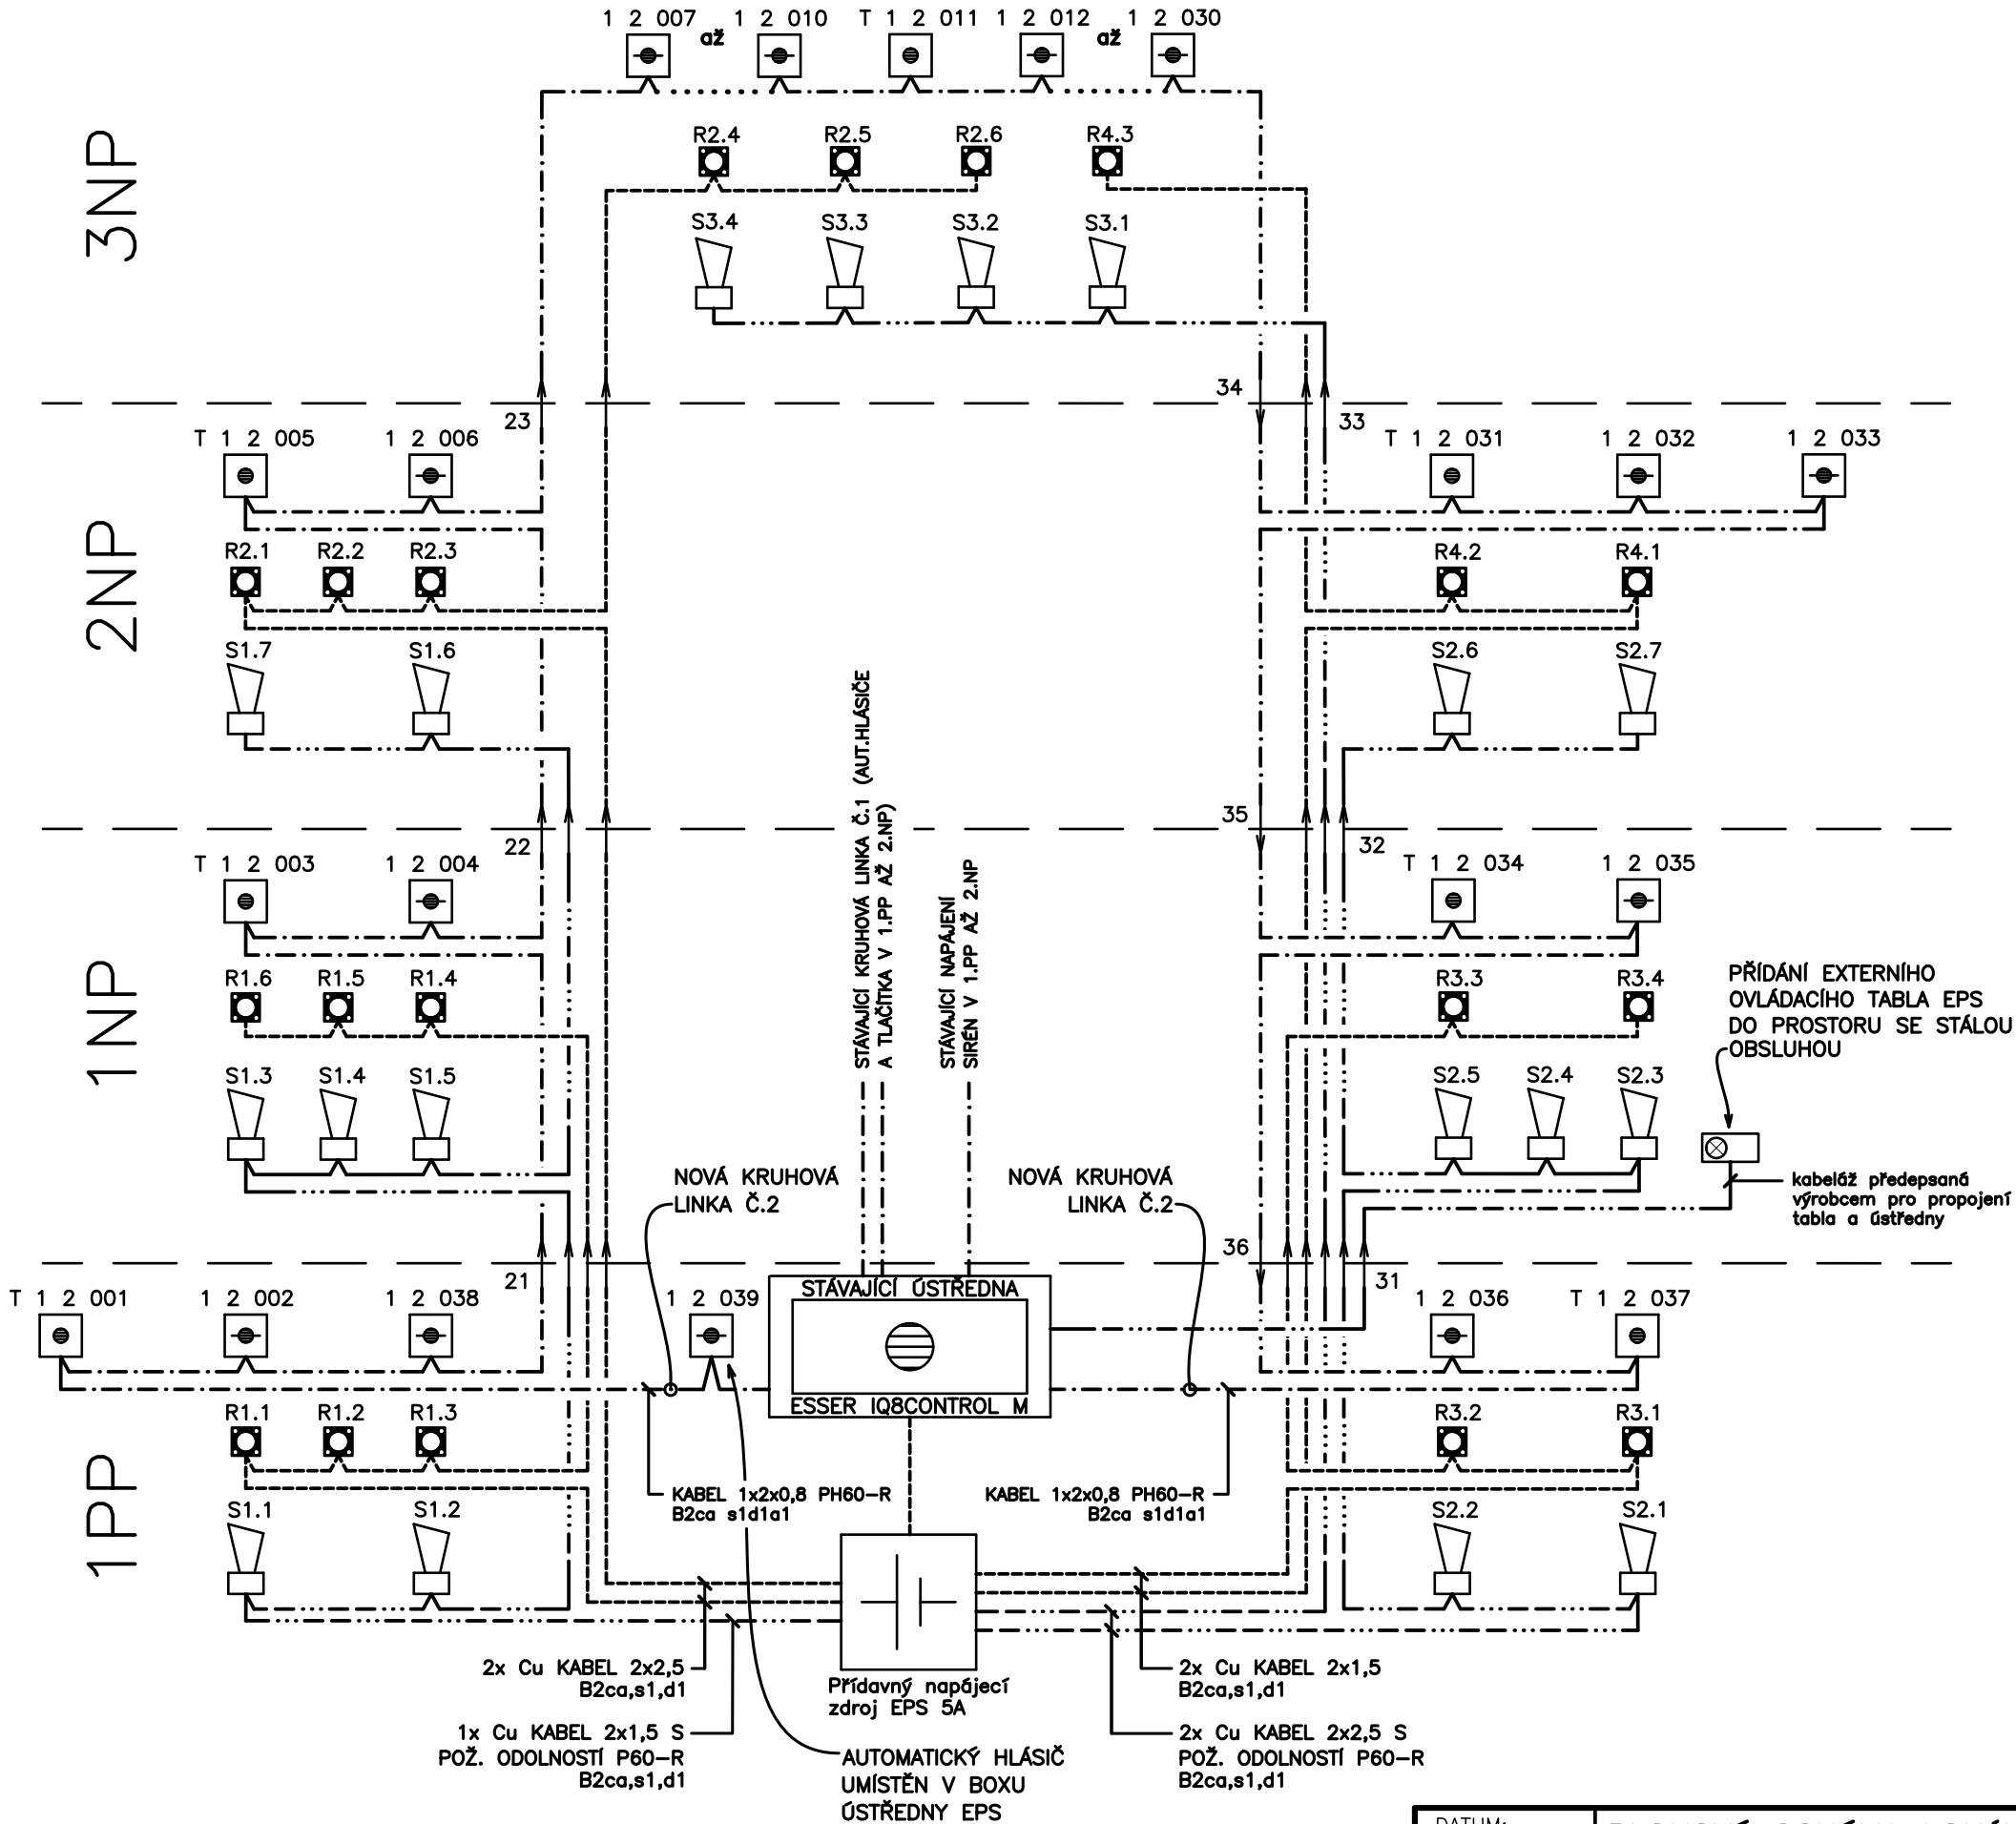 1 2 007
až
1 2 010
T 1 2 011
1 2 012
až
1 2 030
3NP
R2.4
R2.5
R2.6
R4.3
S3.4
S3.3
S3.2
S3.1
23
34
33
2NP
T 1 2 005
1 2 006
T 1 2 031
1 2 032
1 2 033
R2.1
R2.2
R2.3
R4.2
R4.1
S1.7
S1.6
S2.6
S2.7
STÁVAJÍCÍ KRUHOVÁ LINKA Č.1 (AUT.HLÁSIČE
A TLAČÍTKA V 1.PP AŽ 2.NP)
STÁVAJÍCÍ NAPÁJENÍ
SIRÉN V 1.PP AŽ 2.NP
22
35
32
1NP
T 1 2 003
1 2 004
T 1 2 034
1 2 035
R1.6
R1.5
R1.4
R3.3
R3.4
PŘÍDÁNÍ EXTERNÍHO
OVLÁDACÍHO TABLA EPS
DO PROSTORU SE STÁLOU
OBSLUHOU
S1.3
S1.4
S1.5
S2.5
S2.4
S2.3
kabeláž předepsaná
výrobcem pro propojení
tabla a ústředny
NOVÁ KRUHOVÁ
LINKA Č.2
NOVÁ KRUHOVÁ
LINKA Č.2
21
36
31
1PP
T 1 2 001
1 2 002
1 2 038
1 2 039
STÁVAJÍCÍ ÚSTŘEDNA
ESSER IQ8CONTROL M
1 2 036
T 1 2 037
R1.1
R1.2
R1.3
R3.2
R3.1
KABEL 1x2x0,8 PH60-R
B2ca s1d1a1
KABEL 1x2x0,8 PH60-R
B2ca s1d1a1
S1.1
S1.2
S2.2
S2.1
2x Cu KABEL 2x2,5
B2ca,s1,d1
Přídavný napájecí
zdroj EPS 5A
2x Cu KABEL 2x1,5
B2ca,s1,d1
1x Cu KABEL 2x1,5 S
POŽ. ODOLNOSTÍ P60-R
B2ca,s1,d1
AUTOMATICKÝ HLÁSIČ
UMÍSTĚN V BOXU
ÚSTŘEDNY EPS
2x Cu KABEL 2x2,5 S
POŽ. ODOLNOSTÍ P60-R
B2ca,s1,d1
DATUM: